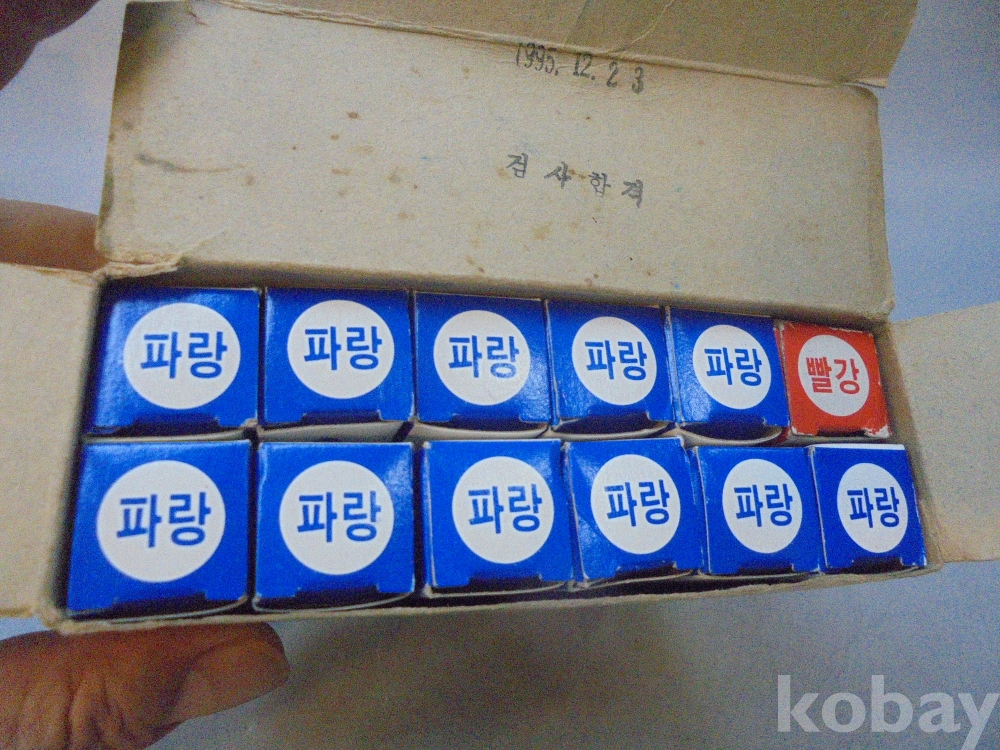 1995. 12. 2 3
검사합격
파랑 파랑 파랑 파랑 파랑 빨강
파랑 파랑 파랑 파랑 파랑 파랑
kobay